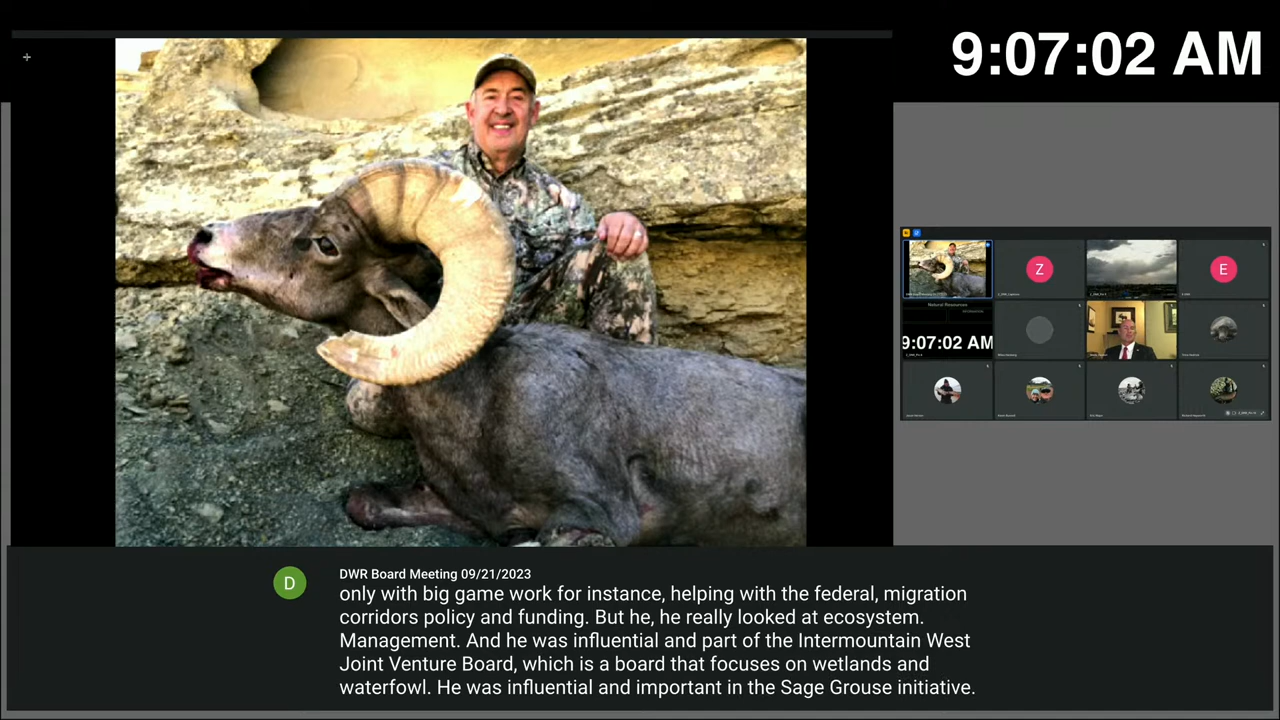 9:07:02 AM
Z
E
Natural Resources
9:07:02 AM
D
DWR Board Meeting 09/21/2023
only with big game work for instance, helping with the federal, migration
corridors policy and funding. But he, he really looked at ecosystem.
Management. And he was influential and part of the Intermountain West
Joint Venture Board, which is a board that focuses on wetlands and
waterfowl. He was influential and important in the Sage Grouse initiative.